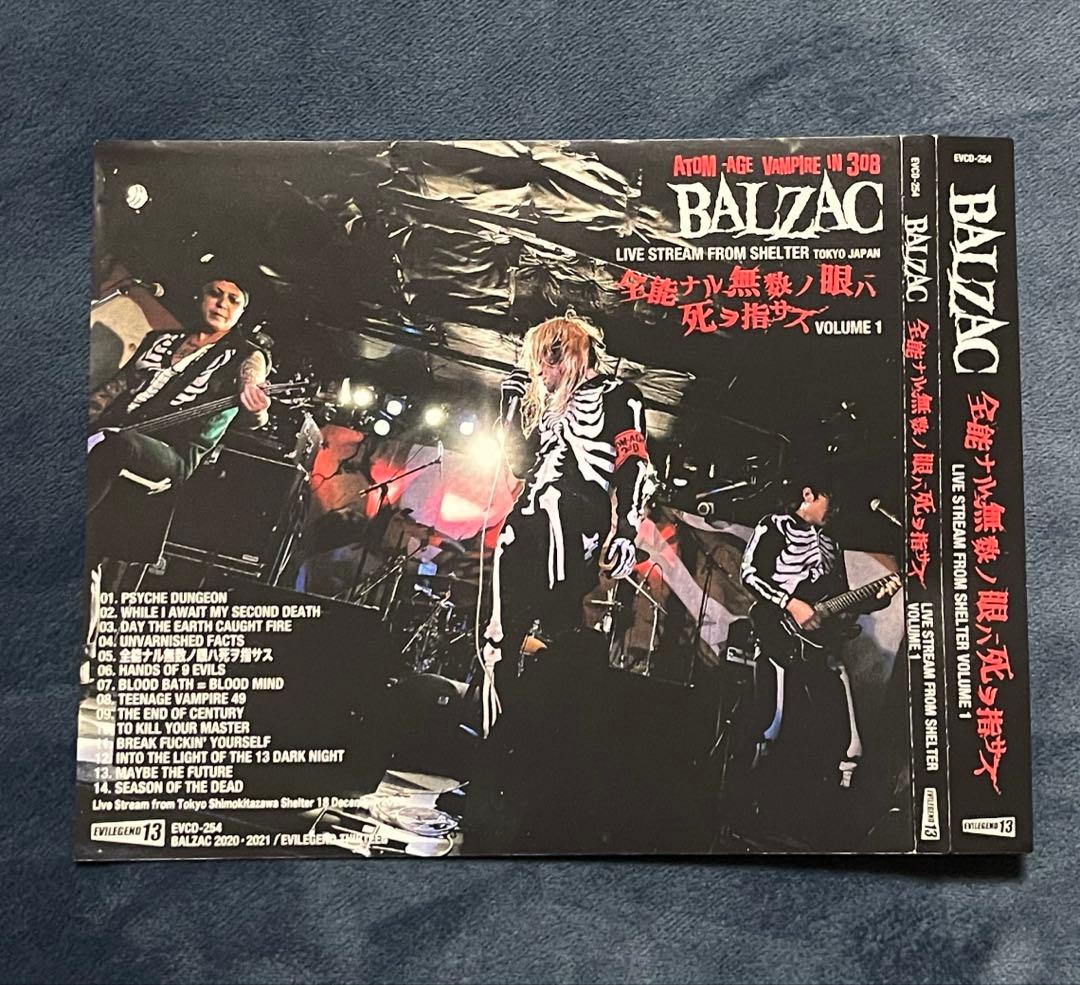 ATOM-AGE VAMPIRE IN 308
BALZAC
LIVE STREAM FROM SHELTER TOKYO JAPAN
全能ナル無数ノ眼ハ
死ヲ指サス VOLUME 1
OM-AGE
01. PSYCHE DUNGEON
02. WHILE I AWAIT MY SECOND DEATH
03. DAY THE EARTH CAUGHT FIRE
04. UNVARNISHED FACTS
05. 全能ナル無数ノ眼ハ死ヲ指サス
06. HANDS OF 9 EVILS
07. BLOOD BATH = BLOOD MIND
08. TEENAGE VAMPIRE 49
09. THE END OF CENTURY
10. TO KILL YOUR MASTER
11. BREAK FUCKIN' YOURSELF
12. INTO THE LIGHT OF THE 13 DARK NIGHT
13. MAYBE THE FUTURE
14. SEASON OF THE DEAD
Live Stream from Tokyo Shimokitazawa Shelter 18 December
EVILEGEND 13
EVCD-254
BALZAC 2020・2021 / EVILEGEND THIRTEEN
EVCD-254
BALZAC
全能ナル無数ノ眼ハ死ヲ指サス
LIVE STREAM FROM SHELTER
VOLUME 1
EVILEGEND 13
EVCD-254
BALZAC
全能ナル無数ノ眼ハ死ヲ指サス
LIVE STREAM FROM SHELTER VOLUME 1
EVILEGEND 13